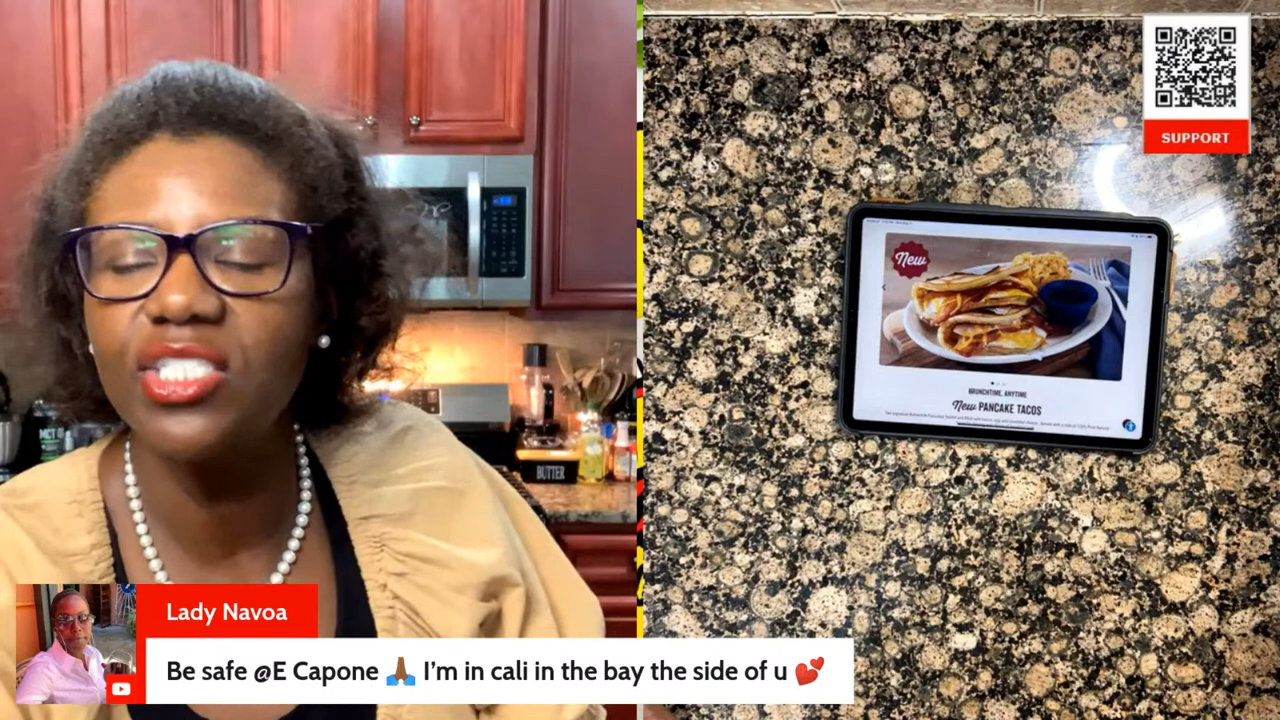 SUPPORT
New
BRUNCHTIME, ANYTIME
New PANCAKE TACOS
BUTTER
Lady Navoa
Be safe @E Capone 🙏🏾 I’m in cali in the bay the side of u 💕